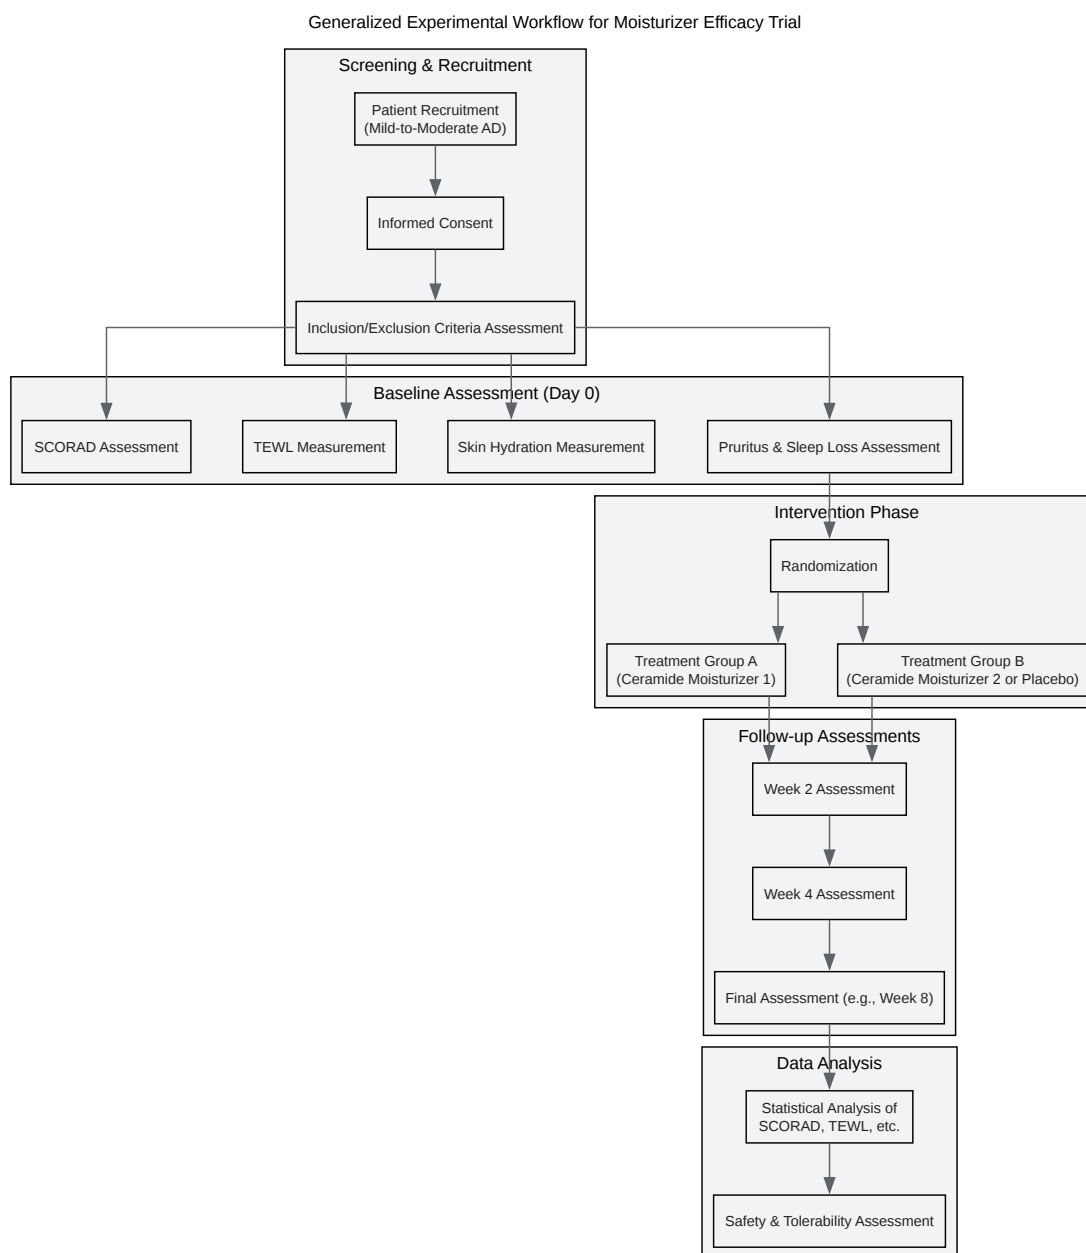 Generalized Experimental Workflow for Moisturizer Efficacy Trial
Screening & Recruitment
Patient Recruitment
(Mild-to-Moderate AD)
Informed Consent
Inclusion/Exclusion Criteria Assessment
Baseline Assessment (Day 0)
SCORAD Assessment
TEWL Measurement
Skin Hydration Measurement
Pruritus & Sleep Loss Assessment
Intervention Phase
Randomization
Treatment Group A
(Ceramide Moisturizer 1)
Treatment Group B
(Ceramide Moisturizer 2 or Placebo)
Follow-up Assessments
Week 2 Assessment
Week 4 Assessment
Final Assessment (e.g., Week 8)
Data Analysis
Statistical Analysis of
SCORAD, TEWL, etc.
Safety & Tolerability Assessment